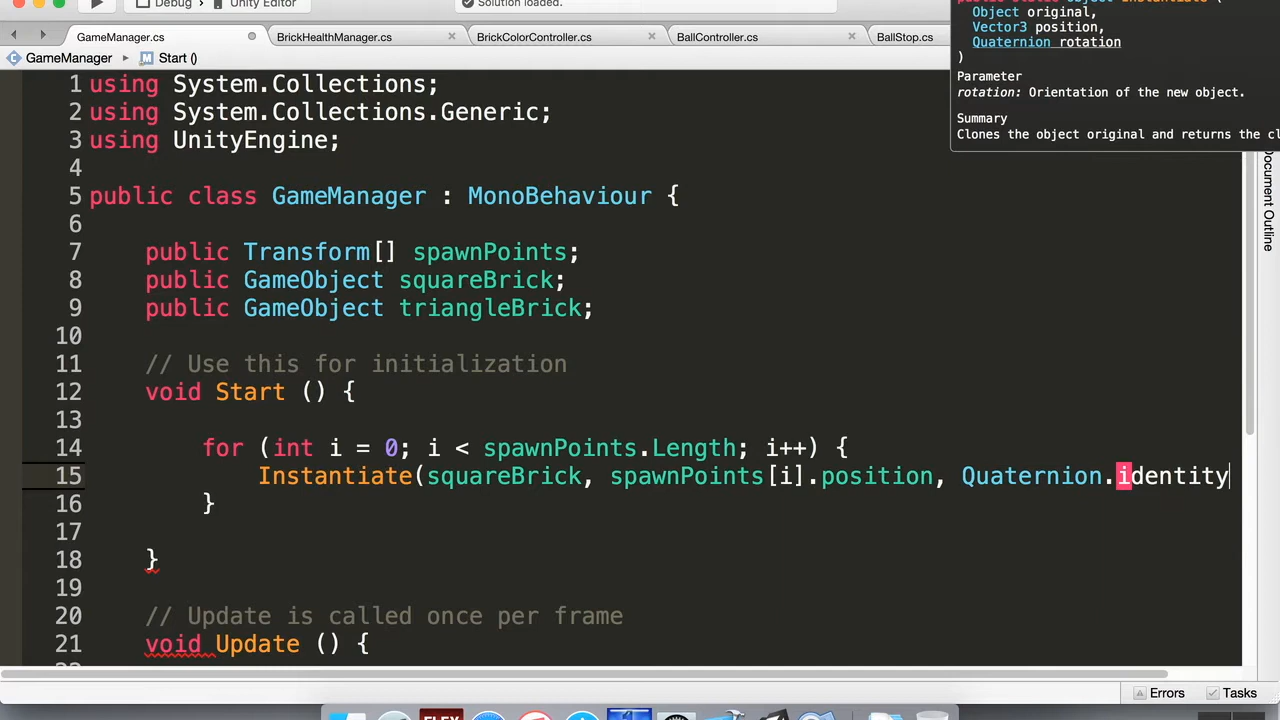 Debug
Unity Editor
Solution loaded.
GameManager.cs
BrickHealthManager.cs
BrickColorController.cs
BallController.cs
BallStop.cs
GameManager
M Start ()
Object original,
Vector3 position,
Quaternion rotation
)
Parameter
rotation: Orientation of the new object.
Summary
Clones the object original and returns the cl
1 using System.Collections;
2 using System.Collections.Generic;
3 using UnityEngine;
4
5 public class GameManager : MonoBehaviour {
6
7 public Transform[] spawnPoints;
8 public GameObject squareBrick;
9 public GameObject triangleBrick;
10
11 // Use this for initialization
12 void Start () {
13
14 for (int i = 0; i < spawnPoints.Length; i++) {
15 Instantiate(squareBrick, spawnPoints[i].position, Quaternion.identity
16 }
17
18 }
19
20 // Update is called once per frame
21 void Update () {
Document Outline
Errors
Tasks